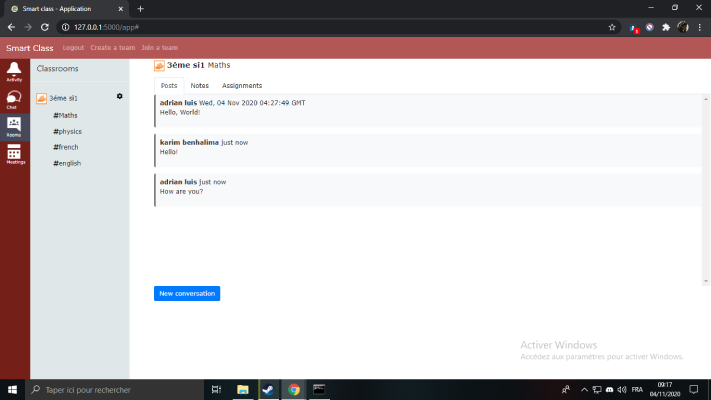 Smart class - Application
127.0.0.1:5000/app#
Smart Class Logout Create a team Join a team
Activity
Chat
Rooms
Meetings
Classrooms
3éme si1
#Maths
#physics
#french
#english
3éme si1 Maths
Posts Notes Assignments
adrian luis Wed, 04 Nov 2020 04:27:49 GMT
Hello, World!
karim benhalima just now
Hello!
adrian luis just now
How are you?
New conversation
Activer Windows
Accédez aux paramètres pour activer Windows.
Taper ici pour rechercher
FRA
09:17
04/11/2020